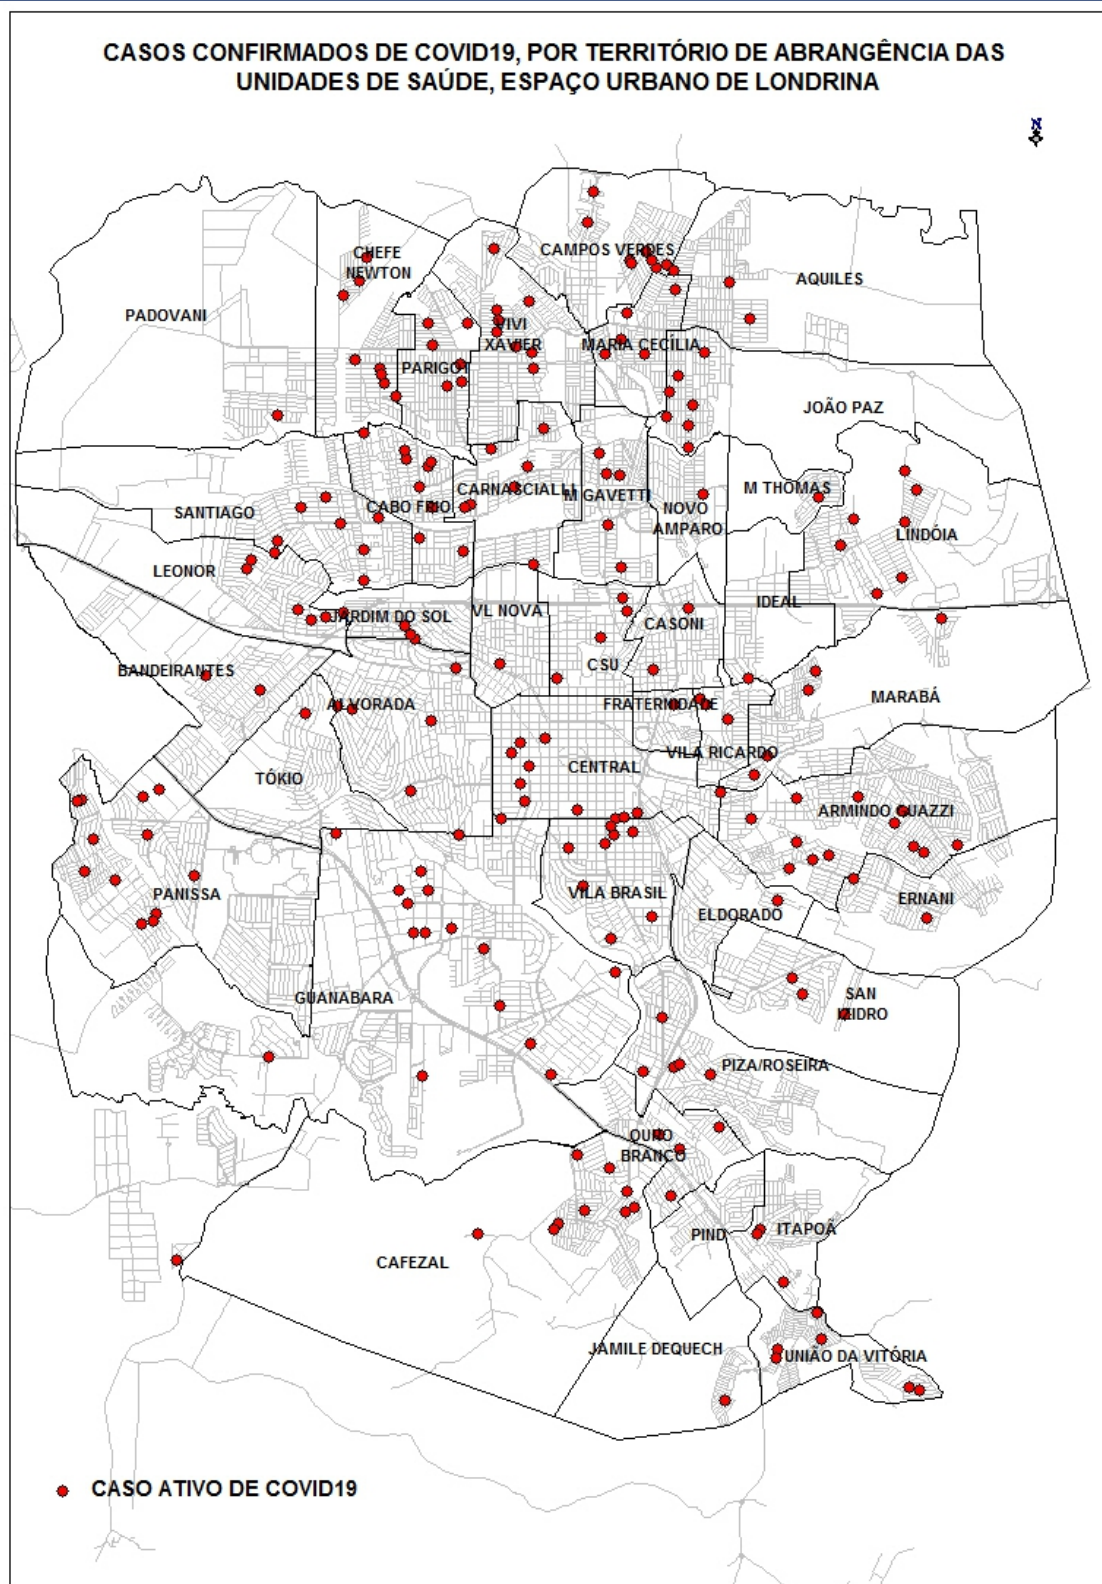 CASOS CONFIRMADOS DE COVID19, POR TERRITÓRIO DE ABRANGÊNCIA DAS
UNIDADES DE SAÚDE, ESPAÇO URBANO DE LONDRINA
N
CAMPOS VERDES
CHEFE
NEWTON
AQUILES
PADOVANI
VIVI
XAVIER
MARIA CECÍLIA
PARIGOT
JOÃO PAZ
CARNASCIALLI
M GAVETTI
M THOMAS
SANTIAGO
CABO FRIO
NOVO
AMPARO
LINDÓIA
LEONOR
IDEAL
JARDIM DO SOL
VL NOVA
CASONI
BANDEIRANTES
CSU
MARABÁ
ALVORADA
FRATERNIDADE
VILA RICARDO
TÓKIO
CENTRAL
ARMINDO GUAZZI
PANISSA
VILA BRASIL
ELDORADO
ERNANI
GUANABARA
SAN
IZIDRO
PIZA/ROSEIRA
OURO
BRANCO
CAFEZAL
PIND
ITAPOÃ
JAMILE DEQUECH
UNIÃO DA VITÓRIA
CASO ATIVO DE COVID19